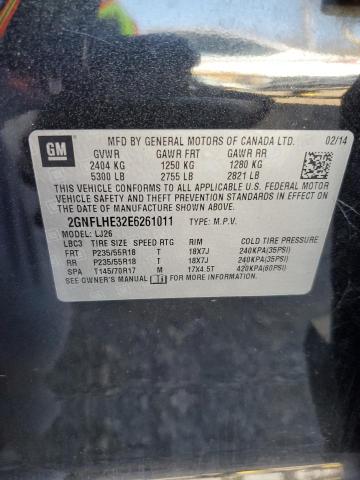 GM
MFD BY GENERAL MOTORS OF CANADA LTD. 02/14
GVWR GAWR FRT GAWR RR
2404 KG 1250 KG 1280 KG
5300 LB 2755 LB 2821 LB
THIS VEHICLE CONFORMS TO ALL APPLICABLE U.S. FEDERAL MOTOR
VEHICLE SAFETY AND THEFT PREVENTION STANDARDS IN EFFECT ON
THE DATE OF MANUFACTURE SHOWN ABOVE.
2GNFLHE32E6261011 TYPE: M.P.V.
MODEL: LJ26
LBC3 TIRE SIZE SPEED RTG RIM COLD TIRE PRESSURE
FRT P235/55R18 T 18X7J 240KPA(35PSI)
RR P235/55R18 T 18X7J 240KPA(35PSI)
SPA T145/70R17 M 17X4.5T 420KPA(60PSI)
SEE OWNER'S MANUAL FOR ADDITIONAL INFORMATION.